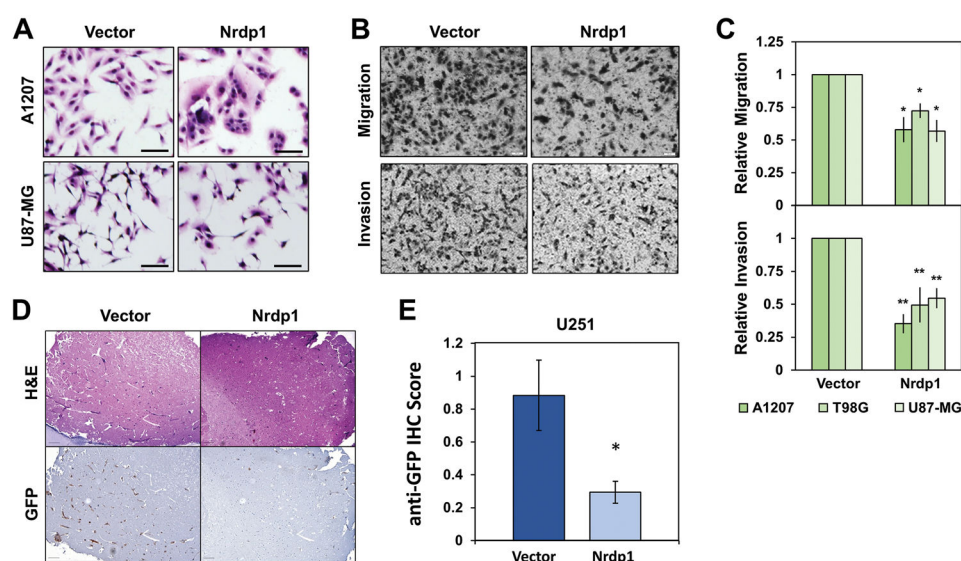 A
Vector
Nrdp1
A1207
U87-MG
B
Vector
Nrdp1
Migration
Invasion
C
Relative Migration
1.25
1
0.75
0.5
0.25
0
* * *
Relative Invasion
1
0.75
0.5
0.25
0
** ** **
Vector
Nrdp1
A1207 T98G U87-MG
D
Vector
Nrdp1
H&E
GFP
E
U251
anti-GFP IHC Score
1.2
1
0.8
0.6
0.4
0.2
0
*
Vector
Nrdp1